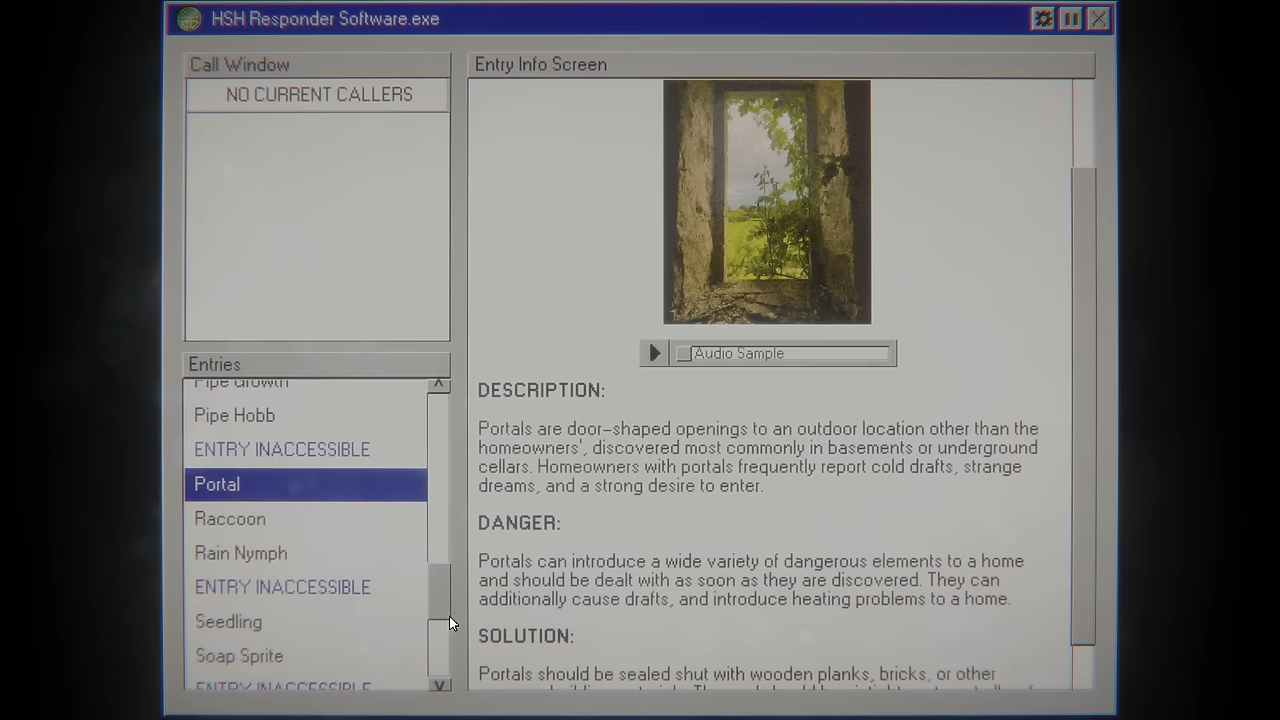 HSH Responder Software.exe
Call Window
NO CURRENT CALLERS
Entries
Pipe Growth
Pipe Hobb
ENTRY INACCESSIBLE
Portal
Raccoon
Rain Nymph
ENTRY INACCESSIBLE
Seedling
Soap Sprite
ENTRY INACCESSIBLE
Entry Info Screen
Audio Sample
DESCRIPTION:
Portals are door-shaped openings to an outdoor location other than the
homeowners', discovered most commonly in basements or underground
cellars. Homeowners with portals frequently report cold drafts, strange
dreams, and a strong desire to enter.
DANGER:
Portals can introduce a wide variety of dangerous elements to a home
and should be dealt with as soon as they are discovered. They can
additionally cause drafts, and introduce heating problems to a home.
SOLUTION:
Portals should be sealed shut with wooden planks, bricks, or other